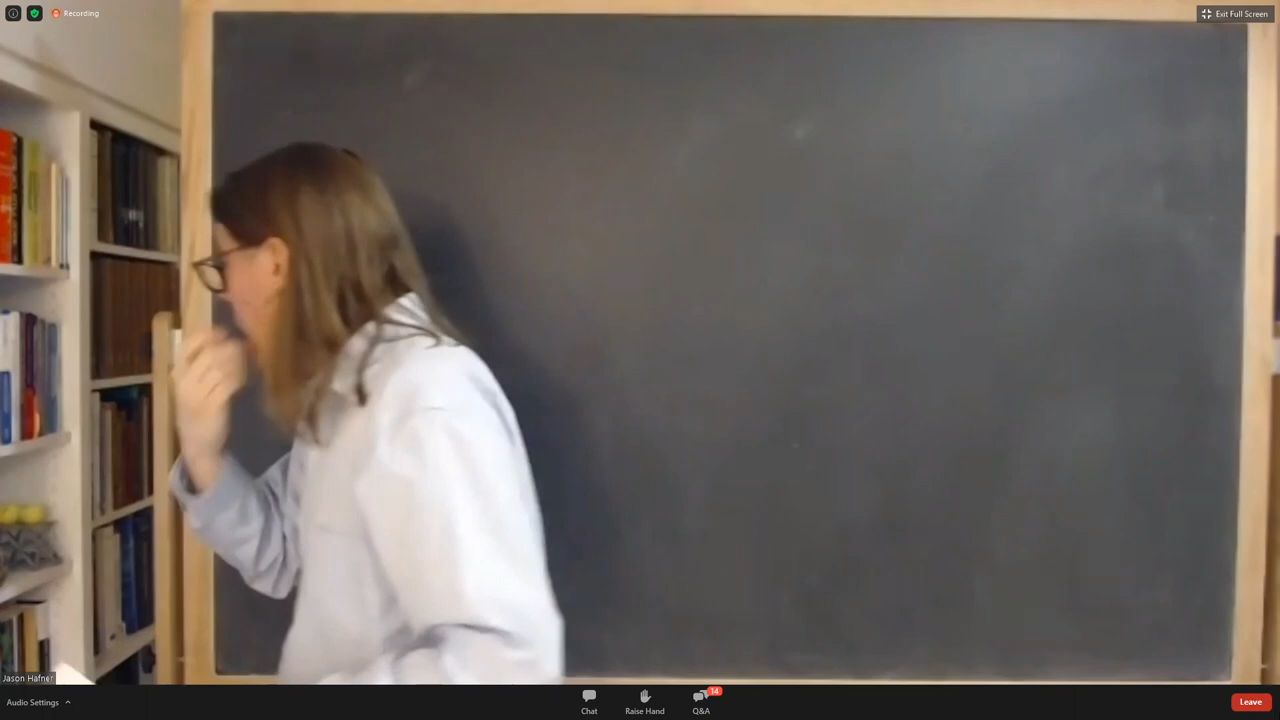 Recording
Exit Full Screen
Jason Hafner
Audio Settings
Chat
Raise Hand
Q&A
14
Leave